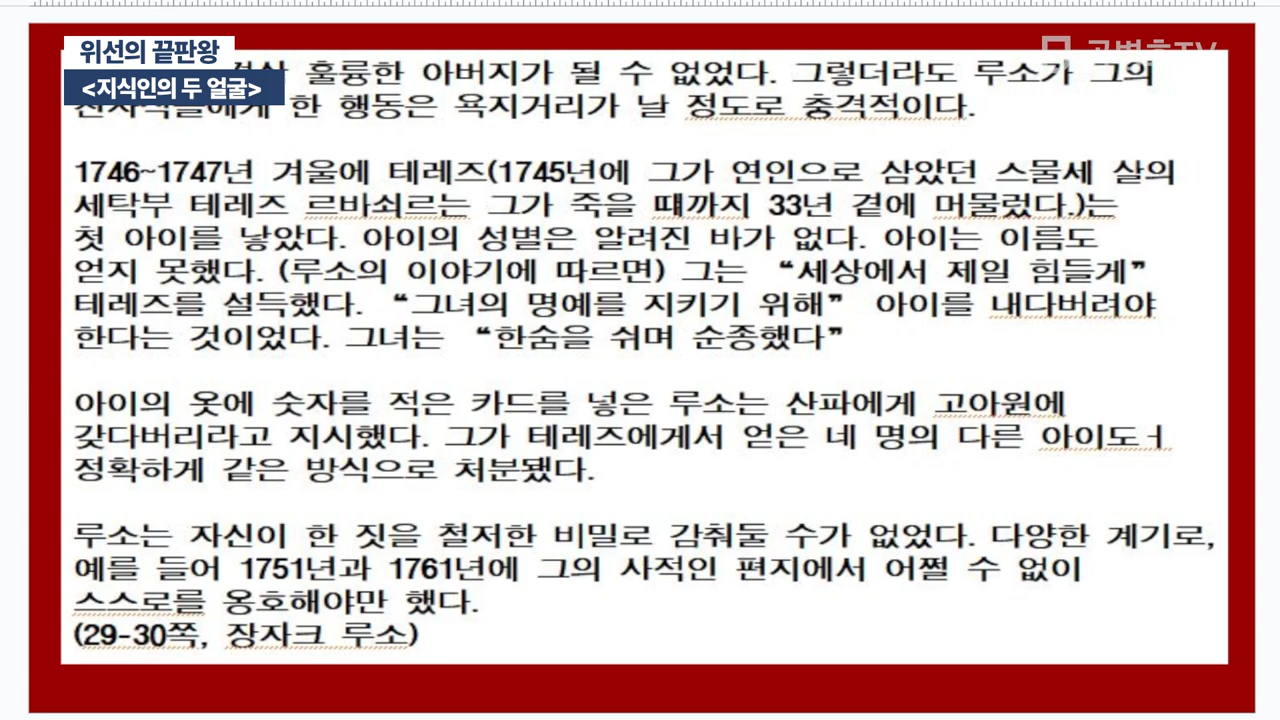 위선의 끝판왕
<지식인의 두 얼굴>
훌륭한 아버지가 될 수 없었다. 그렇더라도 루소가 그의
한 행동은 욕지거리가 날 정도로 충격적이다.
1746~1747년 겨울에 테레즈(1745년에 그가 연인으로 삼았던 스물세 살의
세탁부 테레즈 르바쇠르는 그가 죽을 떄까지 33년 곁에 머물렀다.)는
첫 아이를 낳았다. 아이의 성별은 알려진 바가 없다. 아이는 이름도
얻지 못했다. (루소의 이야기에 따르면) 그는 “세상에서 제일 힘들게”
테레즈를 설득했다. “그녀의 명예를 지키기 위해” 아이를 내다버려야
한다는 것이었다. 그녀는 “한숨을 쉬며 순종했다”
아이의 옷에 숫자를 적은 카드를 넣은 루소는 산파에게 고아원에
갖다버리라고 지시했다. 그가 테레즈에게서 얻은 네 명의 다른 아이도ㅓ
정확하게 같은 방식으로 처분됐다.
루소는 자신이 한 짓을 철저한 비밀로 감춰둘 수가 없었다. 다양한 계기로,
예를 들어 1751년과 1761년에 그의 사적인 편지에서 어쩔 수 없이
스스로를 옹호해야만 했다.
(29-30쪽, 장자크 루소)